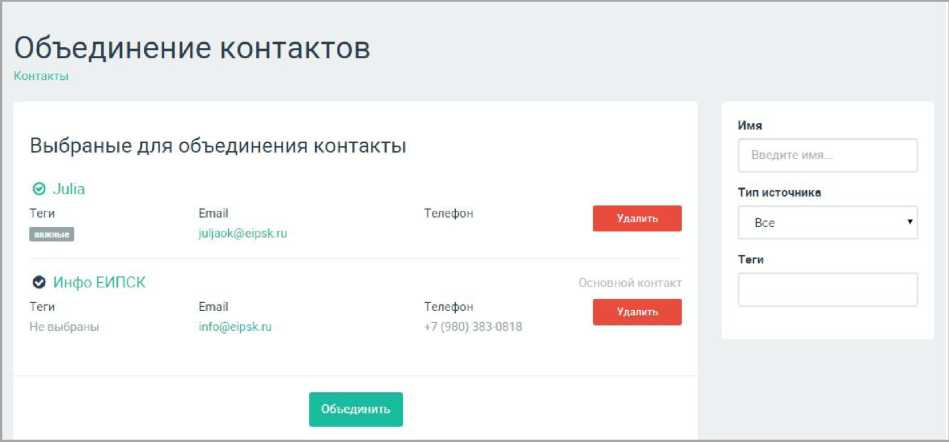 Объединение контактов
Контакты
Выбраные для объединения контакты
Julia
Теги Email Телефон
важные juljaok@eipsk.ru
Удалить
Инфо ЕИПСК Основной контакт
Теги Email Телефон
Не выбраны info@eipsk.ru +7 (980) 383-0818
Удалить
Объединить
Имя
Введите имя...
Тип источника
Все
Теги